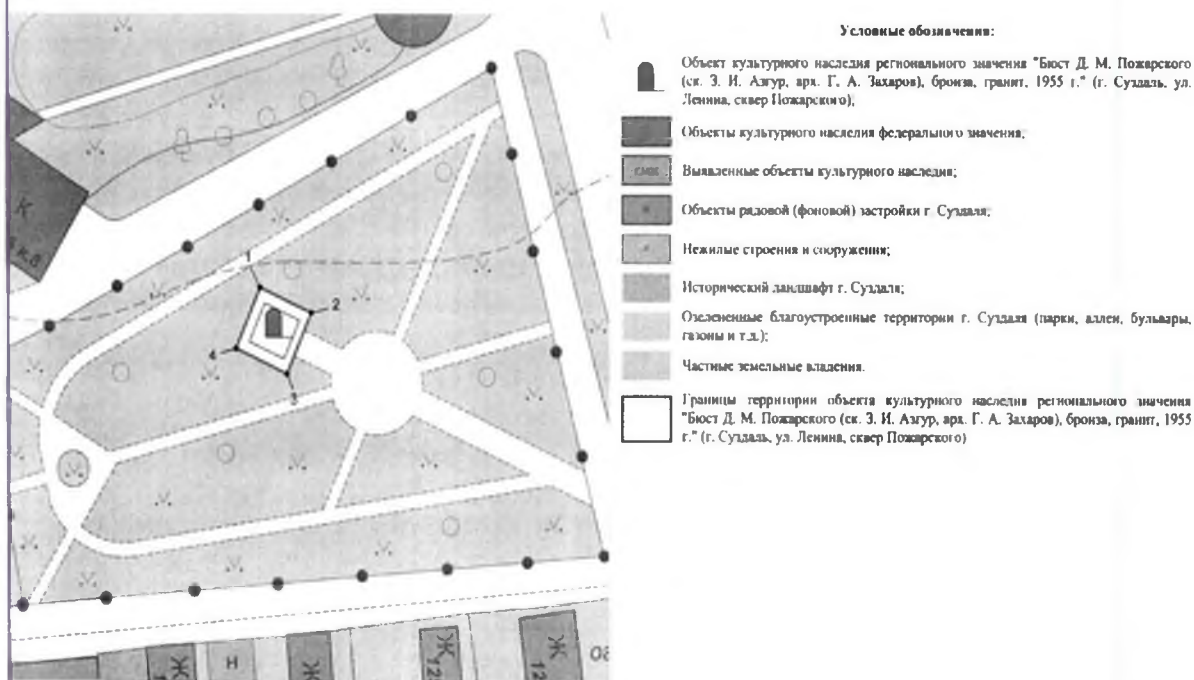 Условные обозначения:
Объект культурного наследия регионального значения "Бюст Д. М. Пожарского
(ск. З. И. Азгур, арх. Г. А. Захаров), бронза, гранит, 1955 г." (г. Суздаль, ул.
Ленина, сквер Пожарского);
Объекты культурного наследия федерального значения;
Выявленные объекты культурного наследия;
Объекты рядовой (фоновой) застройки г. Суздаля;
Нежилые строения и сооружения;
Исторический ландшафт г. Суздаля;
Озелененные благоустроенные территории г. Суздаля (парки, аллеи, бульвары,
газоны и т.д.);
Частные земельные владения.
Границы территории объекта культурного наследия регионального значения
"Бюст Д. М. Пожарского (ск. З. И. Азгур, арх. Г. А. Захаров), бронза, гранит, 1955
г." (г. Суздаль, ул. Ленина, сквер Пожарского)
К
1
2
4
3
Ж
Н
Ж
Ж
Ж